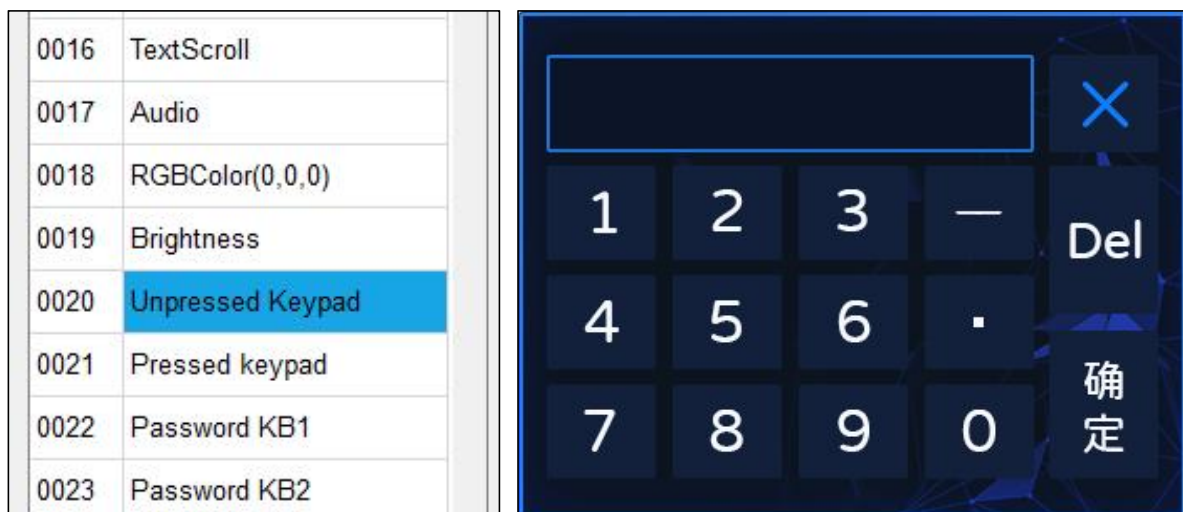 0016 TextScroll
0017 Audio
0018 RGBColor(0,0,0)
0019 Brightness
0020 Unpressed Keypad
0021 Pressed keypad
0022 Password KB1
0023 Password KB2
1 2 3 — Del
4 5 6 .
7 8 9 0 
确
定